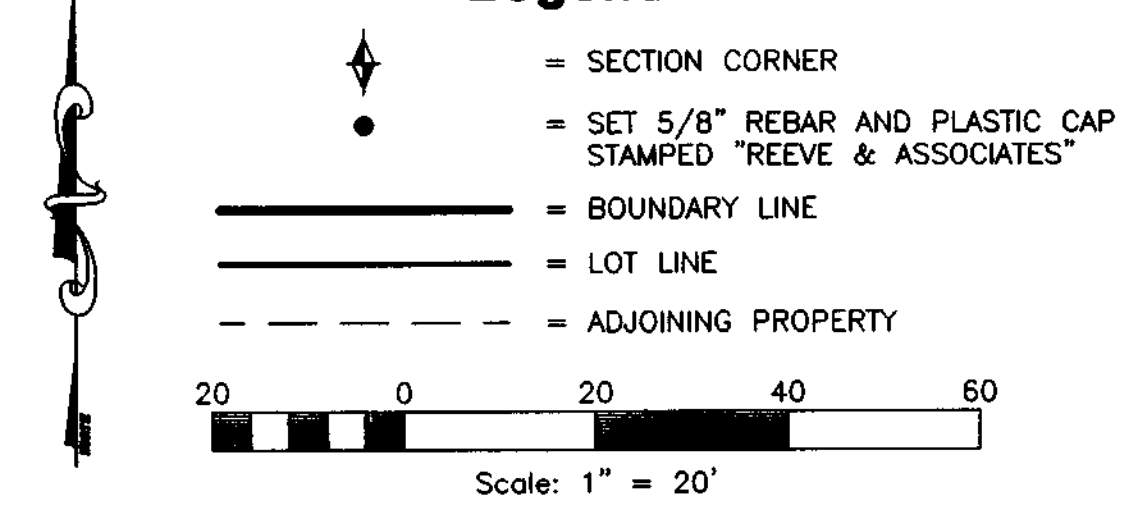 Legend
= SECTION CORNER
= SET 5/8" REBAR AND PLASTIC CAP
STAMPED "REEVE & ASSOCIATES"
= BOUNDARY LINE
= LOT LINE
= ADJOINING PROPERTY
20 0 20 40 60
Scale: 1" = 20'